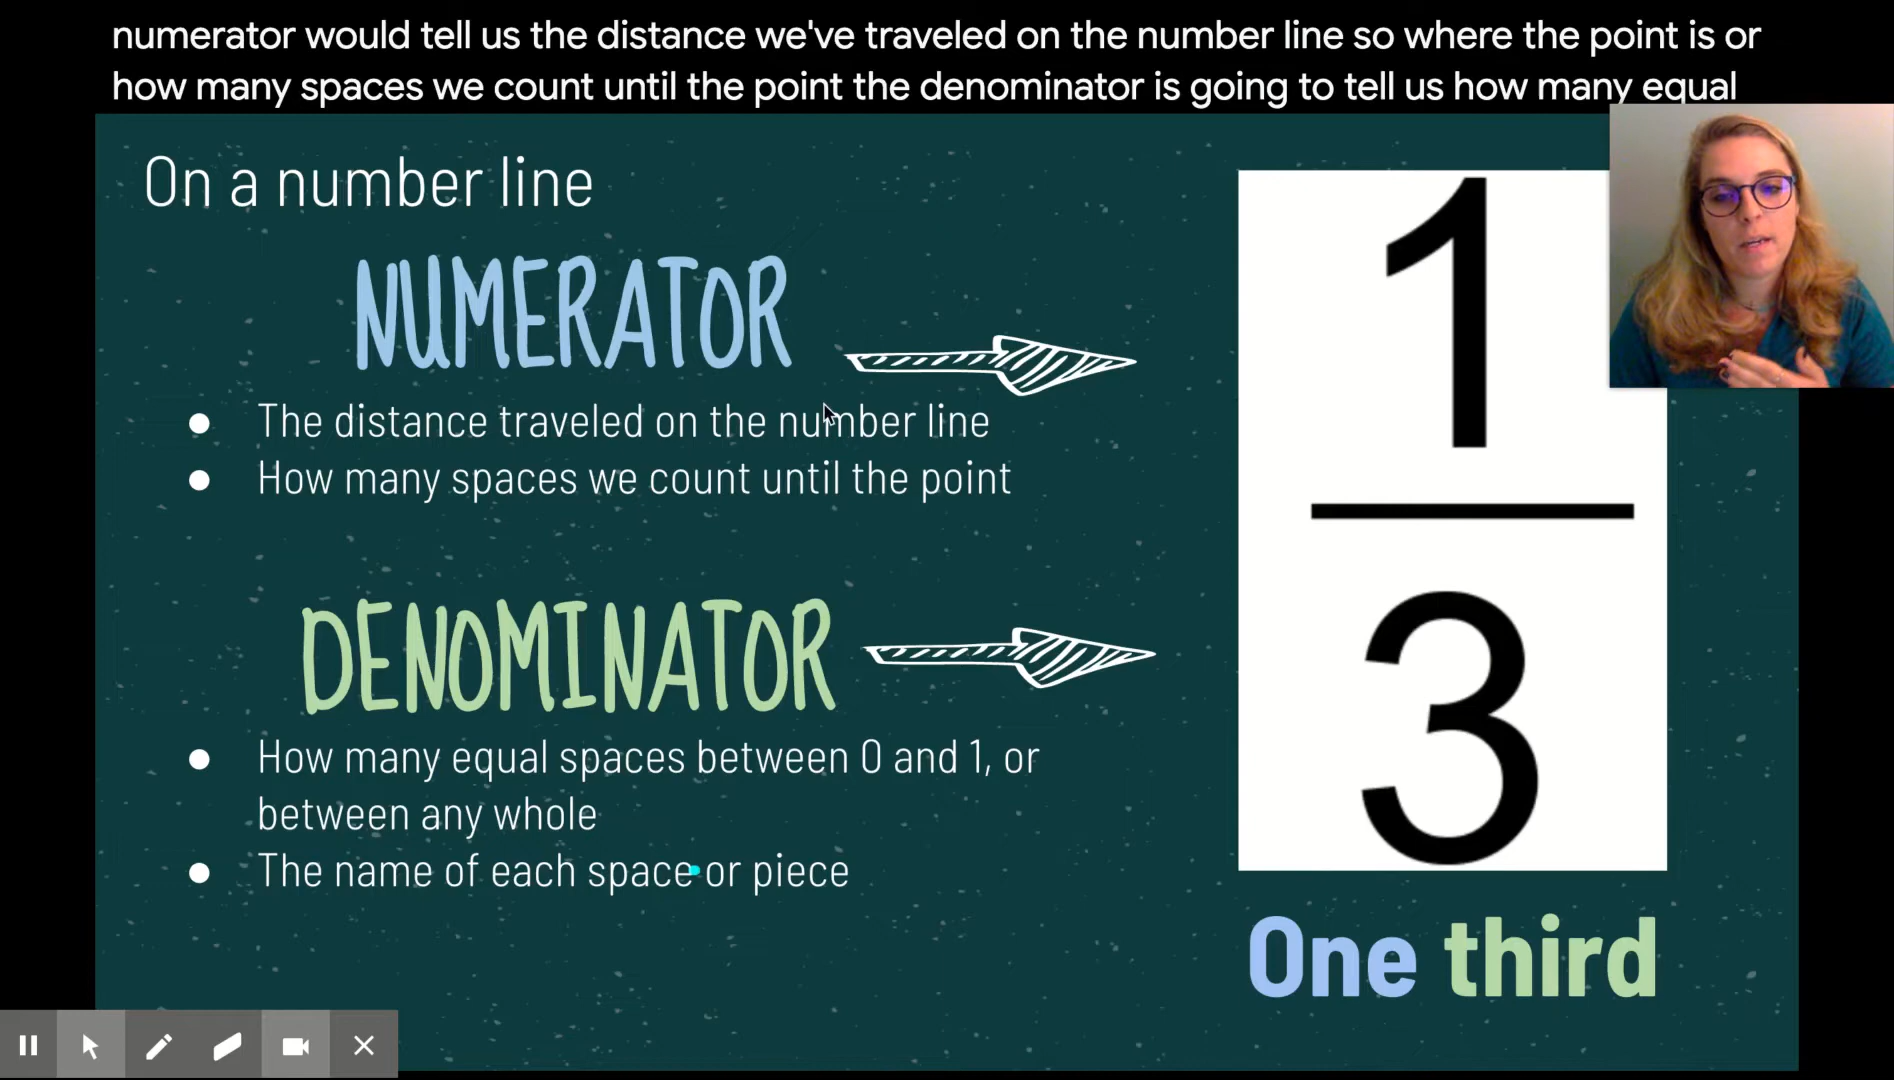 numerator would tell us the distance we've traveled on the number line so where the point is or
how many spaces we count until the point the denominator is going to tell us how many equal
On a number line
NUMERATOR
● The distance traveled on the number line
● How many spaces we count until the point
DENOMINATOR
● How many equal spaces between 0 and 1, or
between any whole
● The name of each space or piece
1
3
One third